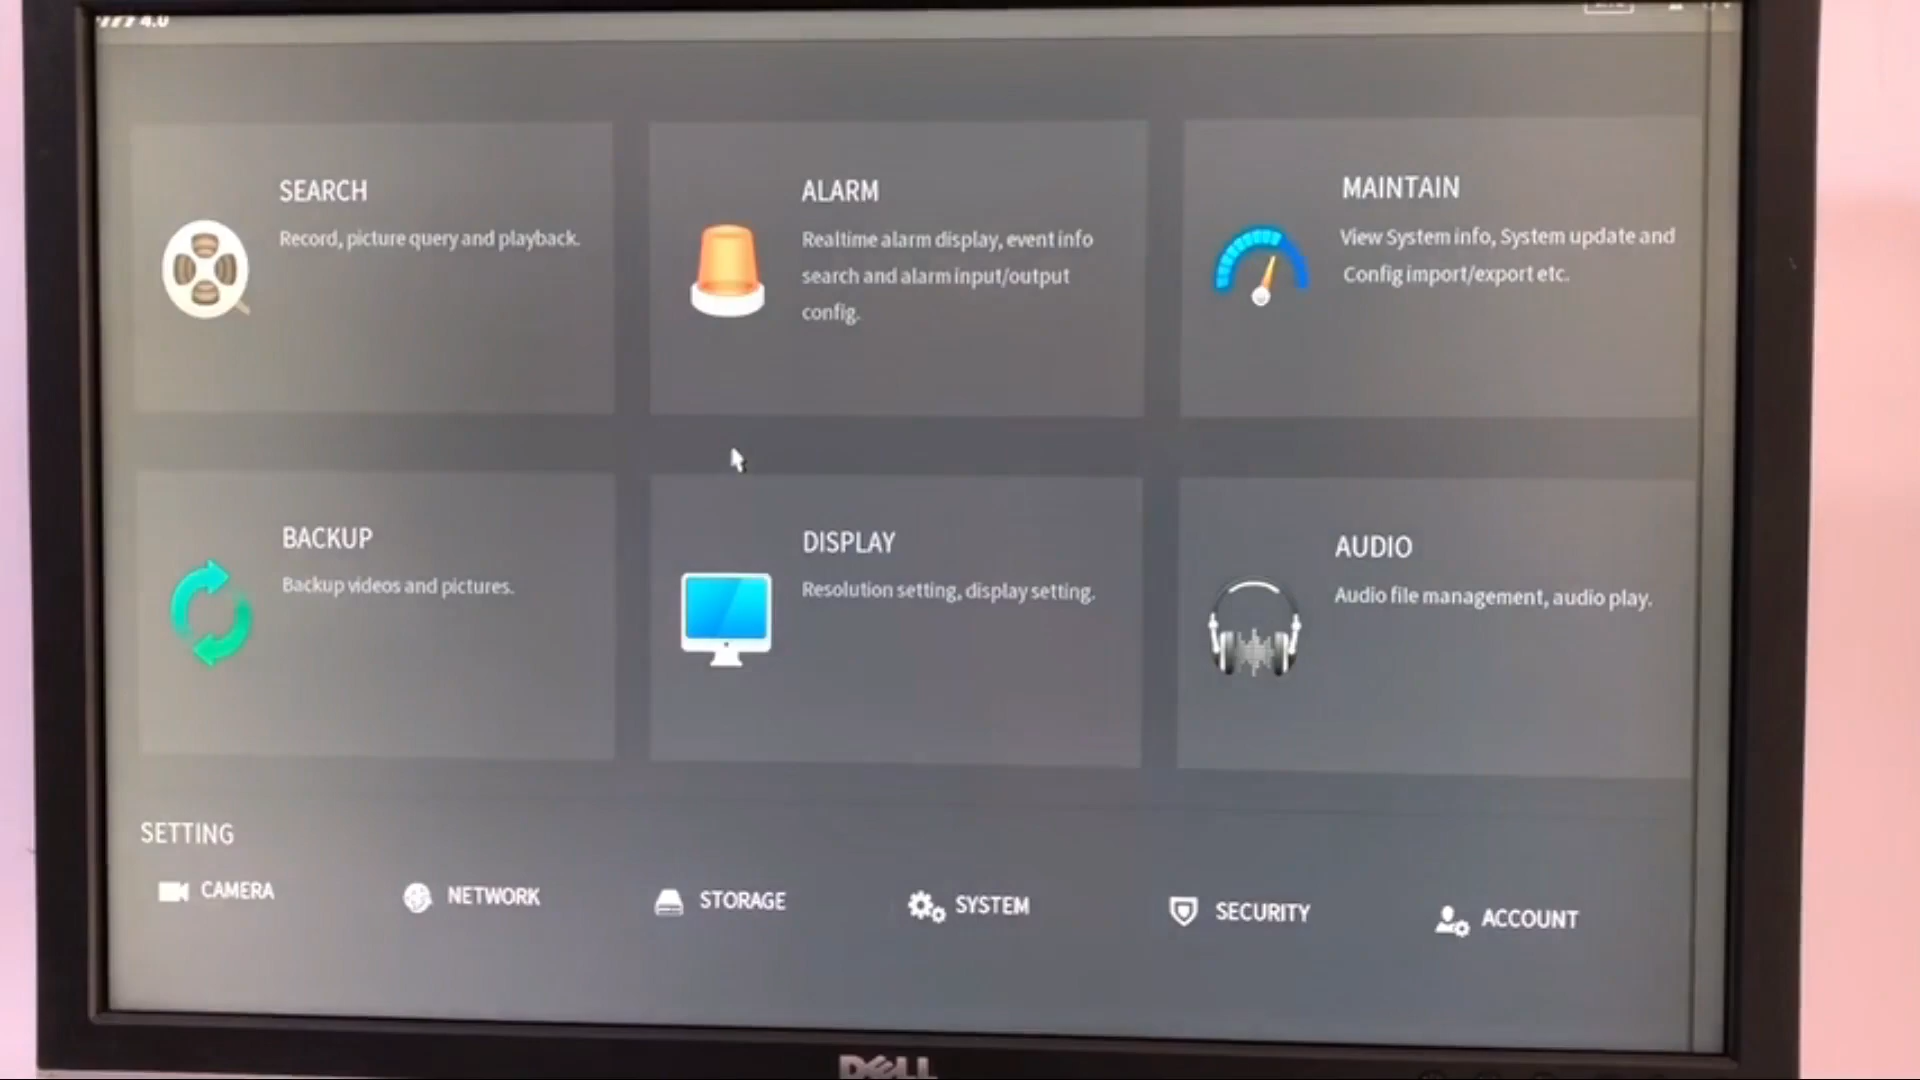 4.0
SEARCH
Record, picture query and playback.
ALARM
Realtime alarm display, event info
search and alarm input/output
config.
MAINTAIN
View System info, System update and
Config import/export etc.
BACKUP
Backup videos and pictures.
DISPLAY
Resolution setting, display setting.
AUDIO
Audio file management, audio play.
SETTING
CAMERA
NETWORK
STORAGE
SYSTEM
SECURITY
ACCOUNT
DELL